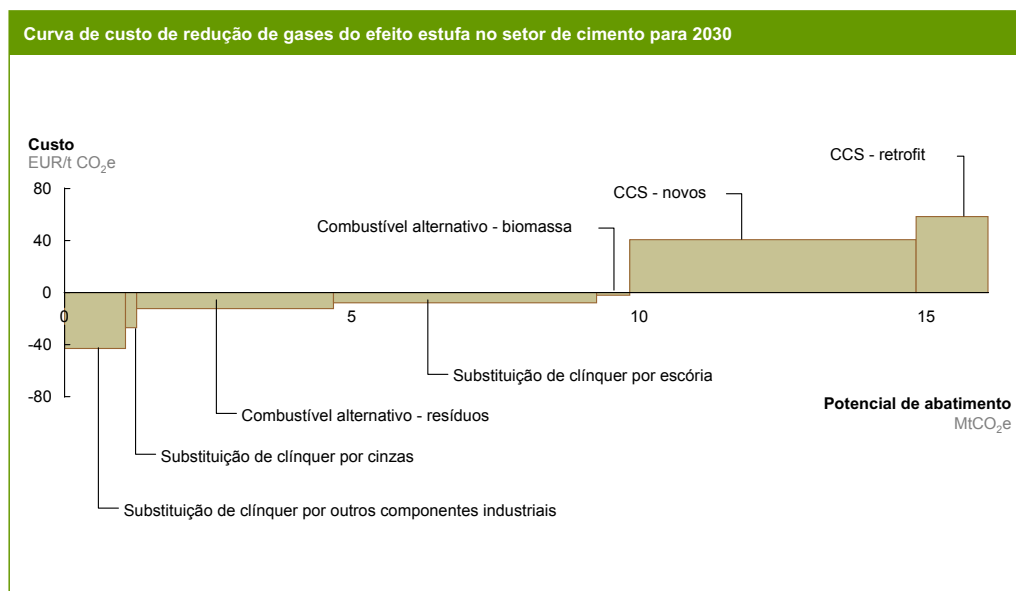 Curva de custo de redução de gases do efeito estufa no setor de cimento para 2030
Custo
EUR/t CO₂e
CCS - retrofit
CCS - novos
Combustível alternativo - biomassa
80
40
0
-40
-80
0
5
10
15
Substituição de clínquer por escória
Potencial de abatimento
MtCO₂e
Combustível alternativo - resíduos
Substituição de clínquer por cinzas
Substituição de clínquer por outros componentes industriais